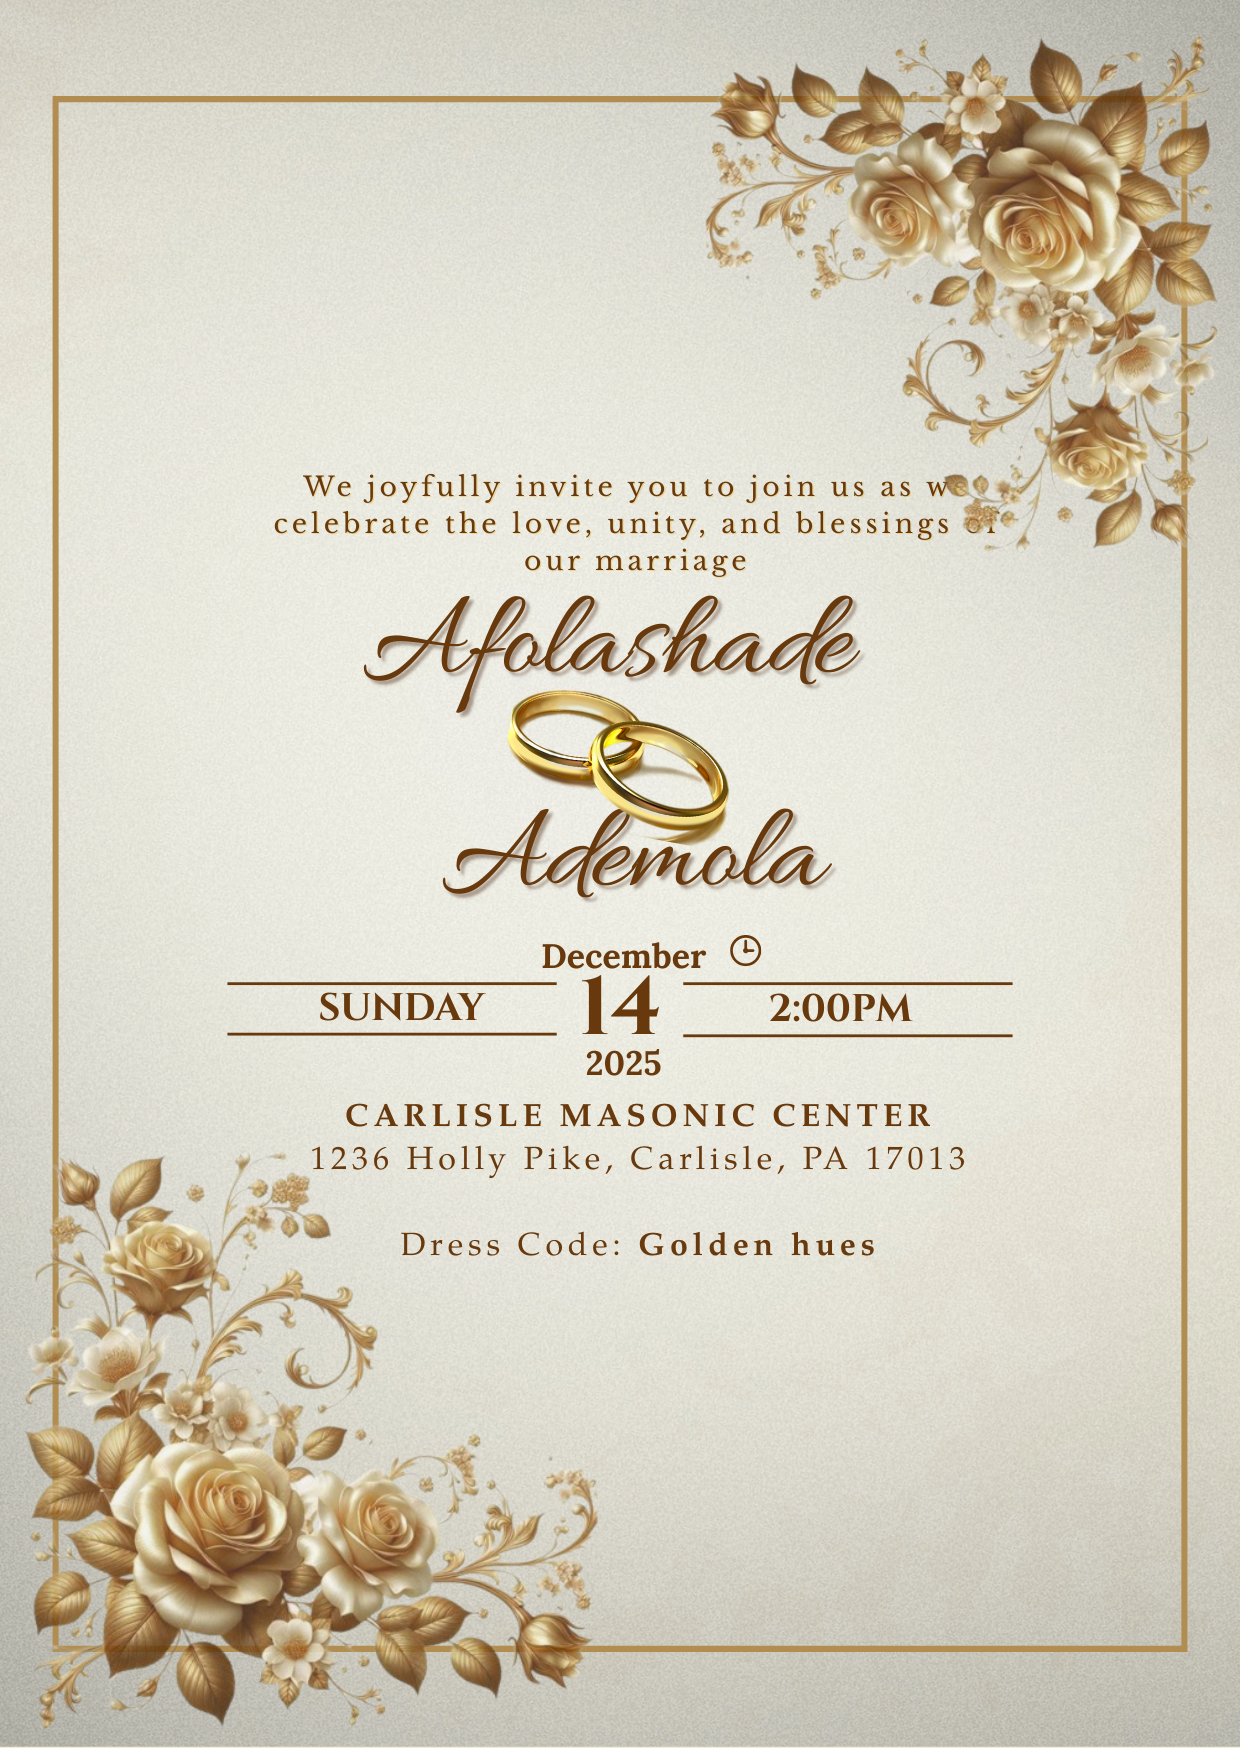 We joyfully invite you to join us as we
celebrate the love, unity, and blessings of
our marriage
Afolashade
Ademola
December
SUNDAY 14 2:00PM
2025
CARLISLE MASONIC CENTER
1236 Holly Pike, Carlisle, PA 17013
Dress Code: Golden hues